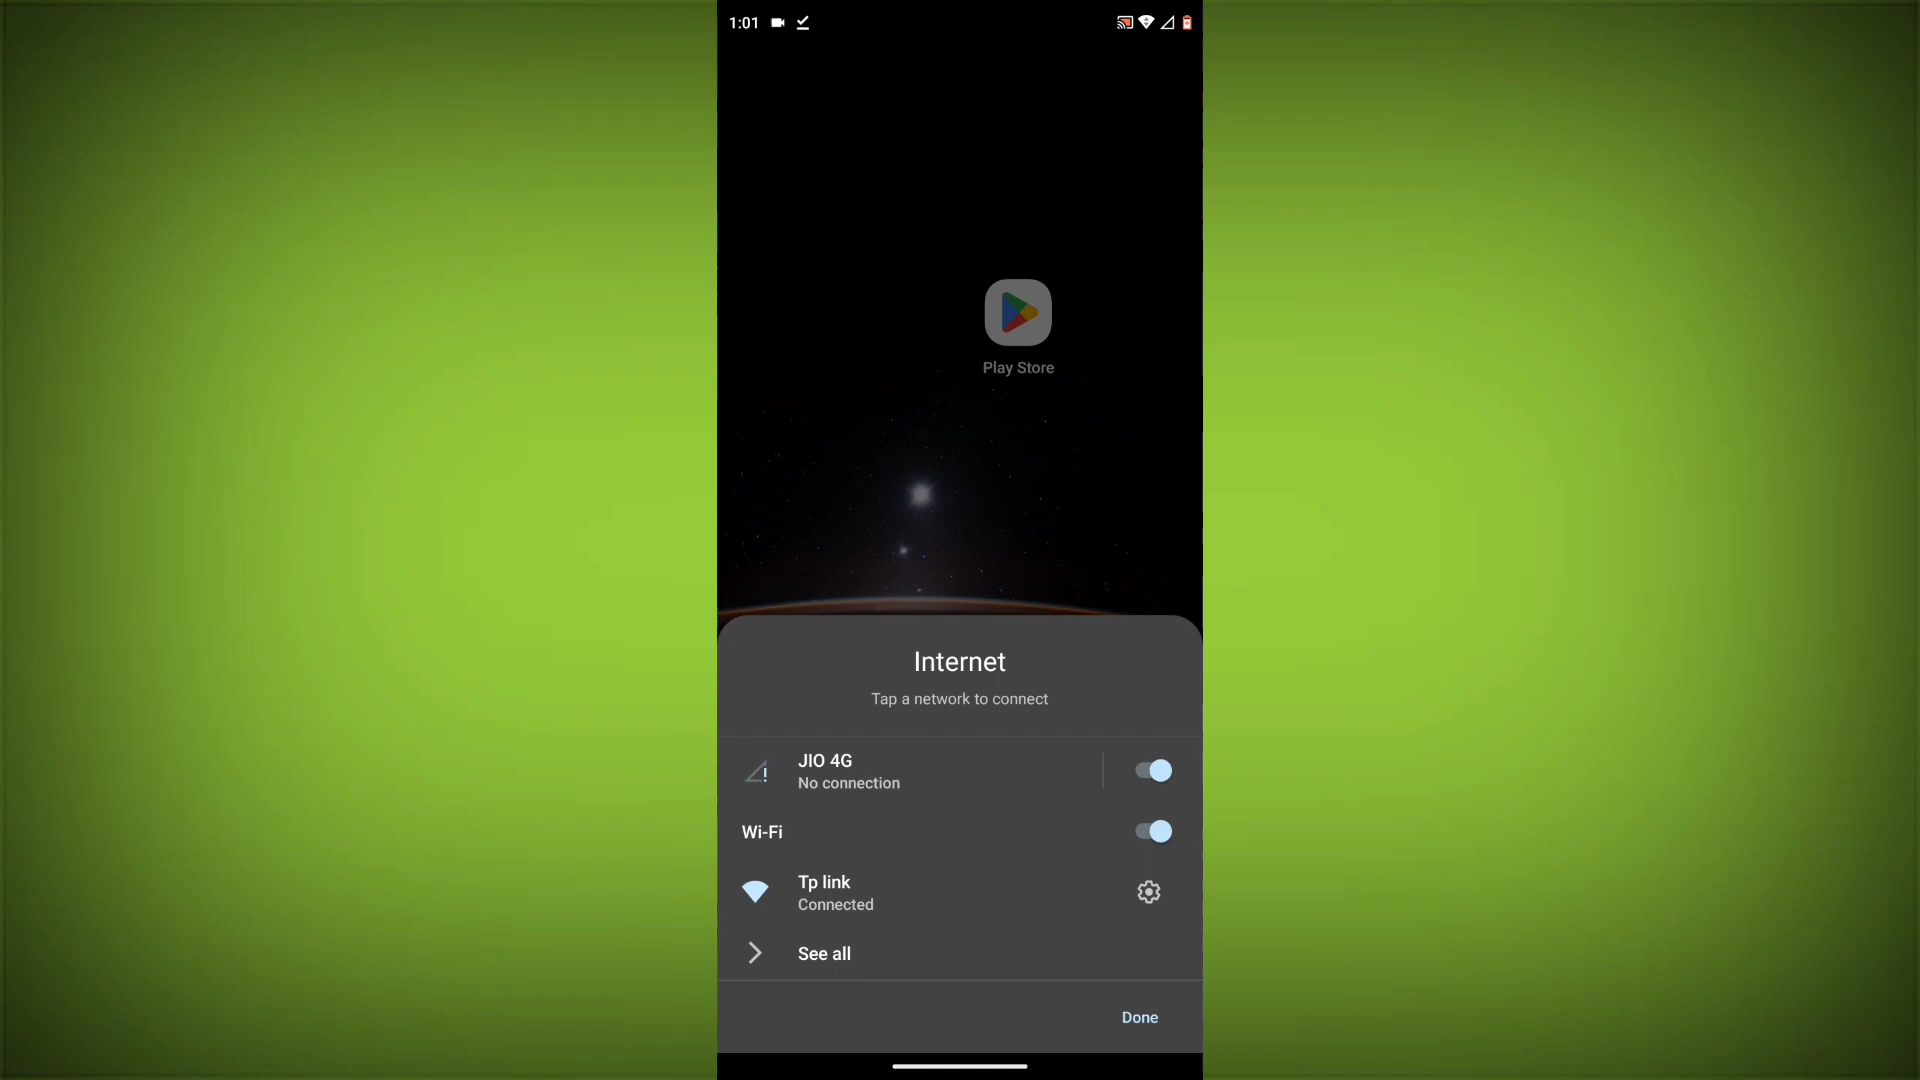 1:01
Play Store
Internet
Tap a network to connect
JIO 4G
No connection
Wi-Fi
Tp link
Connected
See all
Done